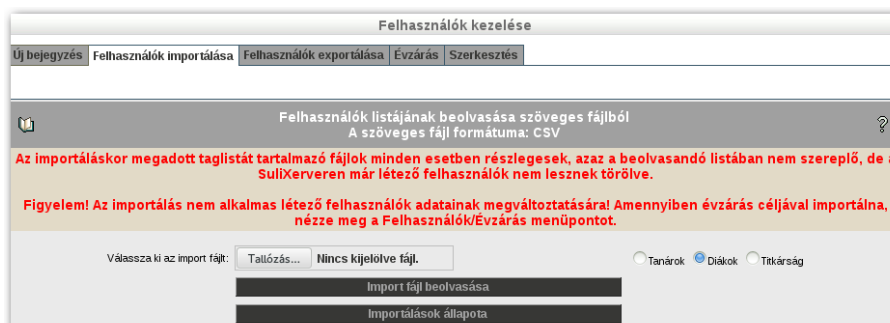 Felhasználók kezelése
Új bejegyzés Felhasználók importálása Felhasználók exportálása Évzárás Szerkesztés
Felhasználók listájának beolvasása szöveges fájlból
A szöveges fájl formátuma: CSV
Az importáláskor megadott taglistát tartalmazó fájlok minden esetben részlegesek, azaz a beolvasandó listában nem szereplő, de
SuliXerveren már létező felhasználók nem lesznek törölve.
Figyelem! Az importálás nem alkalmas létező felhasználók adatainak megváltoztatására! Amennyiben évzárás céljával importálna,
nézze meg a Felhasználók/Évzárás menüpontot.
Válassza ki az import fájlt: Tallózás... Nincs kijelölve fájl. Tanárok Diákok Titkárság
Import fájl beolvasása
Importálások állapota